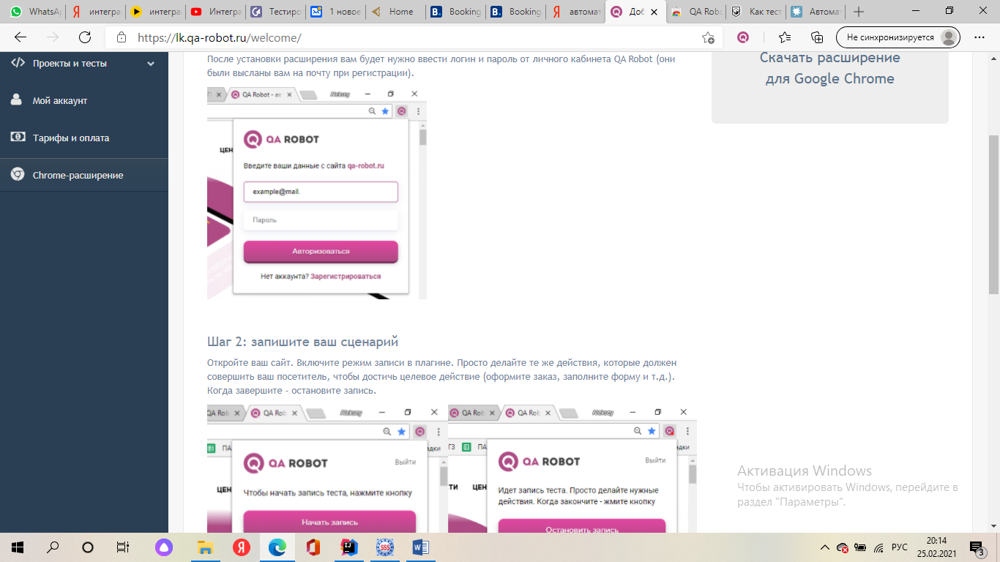 WhatsA
интегра
интегра
Интегра
Тестиро
1 новое
Home
Booking
Booking
автомат
Доб
QA Robo
Как тест
Автома
https://lk.qa-robot.ru/welcome/
Не синхронизируется
Проекты и тесты
Мой аккаунт
Тарифы и оплата
Chrome-расширение
После установки расширения вам будет нужно ввести логин и пароль от личного кабинета QA Robot (они
были высланы вам на почту при регистрации).
Скачать расширение
для Google Chrome
QA Robot - ав
Aleksey
QA ROBOT
ЦЕН
Введите ваши данные с сайта qa-robot.ru
example@mail.
Пароль
Авторизоваться
Нет аккаунта? Зарегистрироваться
Шаг 2: запишите ваш сценарий
Откройте ваш сайт. Включите режим записи в плагине. Просто делайте те же действия, которые должен
совершить ваш посетитель, чтобы достичь целевое действие (оформите заказ, заполните форму и т.д.).
Когда завершите - остановите запись.
QA Rob
QA Rob
Aleksey
ПА
адки
QA ROBOT
Выйти
ЦЕН
Чтобы начать запись теста, нажмите кнопку
Начать запись
QA Rob
QA Rob
Aleksey
ГЗ
ПА
адки
QA ROBOT
Выйти
ТИ
ЦЕН
Идет запись теста. Просто делайте нужные
действия. Когда закончите - жмите кнопку
Остановить запись
Активация Windows
Чтобы активировать Windows, перейдите в
раздел "Параметры".
SSS
РУС
20:14
25.02.2021
3